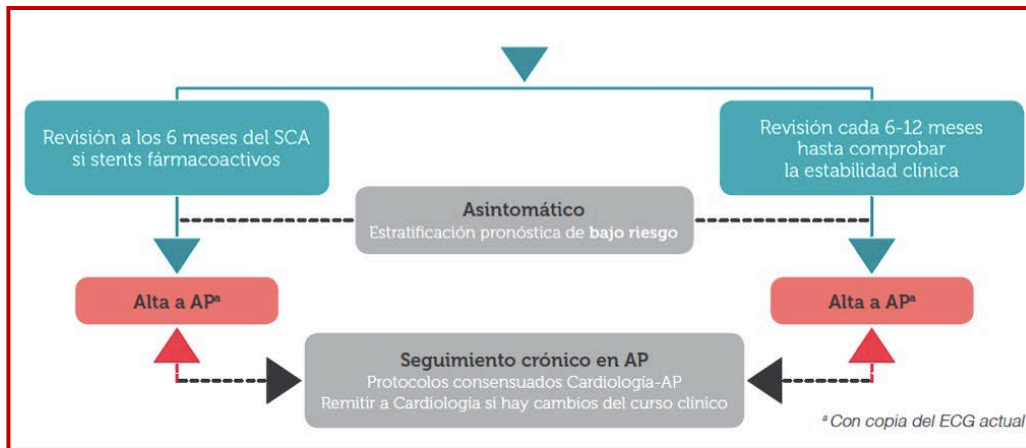 Revisión a los 6 meses del SCA
si stents fármacoactivos
Revisión cada 6-12 meses
hasta comprobar
la estabilidad clínica
Asintomático
Estratificación pronóstica de bajo riesgo
Alta a APª
Alta a APª
Seguimiento crónico en AP
Protocolos consensuados Cardiología-AP
Remitir a Cardiología si hay cambios del curso clínico
ª Con copia del ECG actual